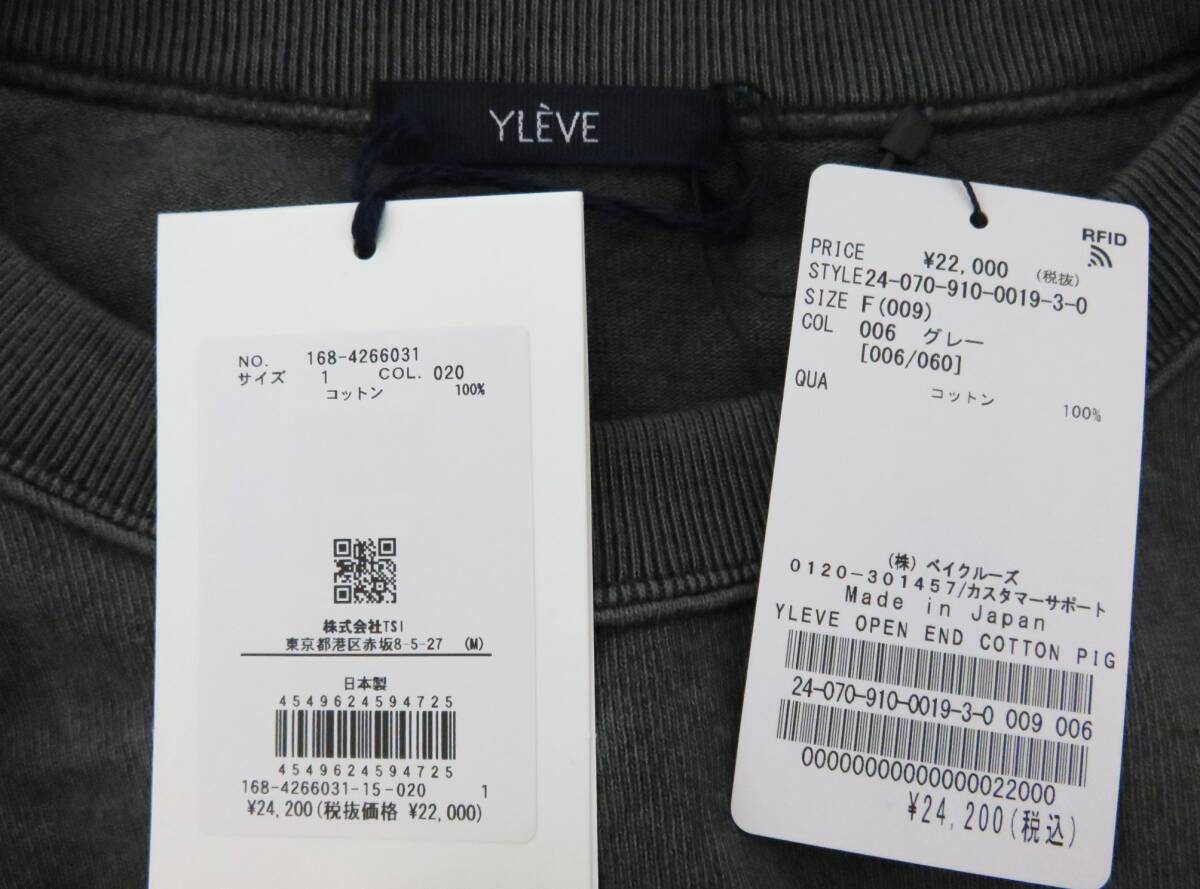 YLÈVE
NO. 168-4266031
サイズ 1 COL. 020
コットン 100%
株式会社TSI
東京都港区赤坂8-5-27 (M)
日本製
4549624594725
4549624594725
168-4266031-15-020 1
¥24,200(税抜価格 ¥22,000)
RFID
PRICE ¥22,000 (税抜)
STYLE24-070-910-0019-3-0
SIZE F(009)
COL 006 グレー
[006/060]
QUA コットン 100%
(株) ベイクルーズ
0120-301457/カスタマーサポート
Made in Japan
YLEVE OPEN END COTTON PIG
24-070-910-0019-3-0 009 006
00000000000000022000
¥24,200(税込)